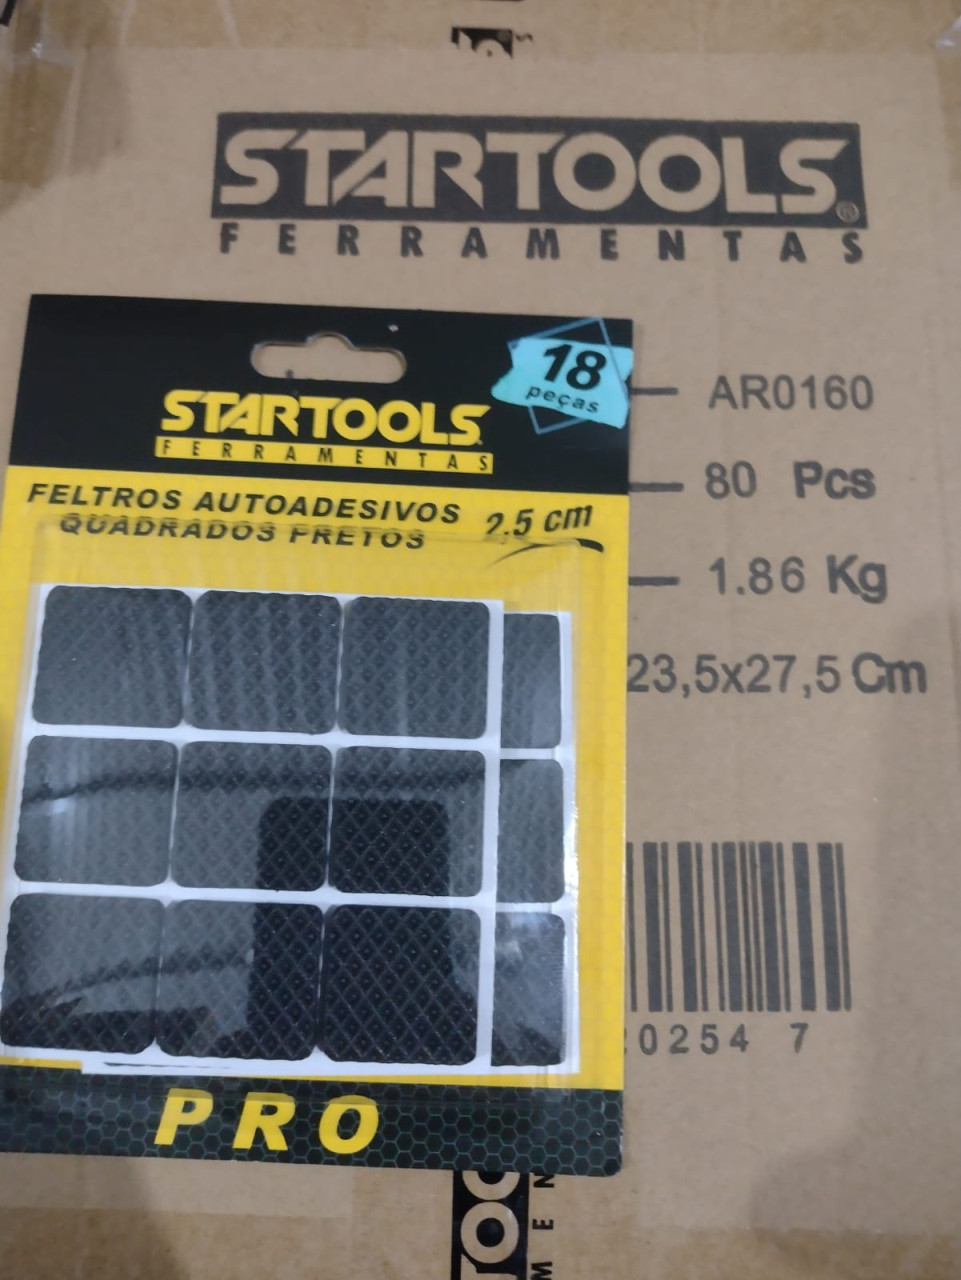 STARTOOLS®
FERRAMENTAS
18
peças
STARTOOLS
FERRAMENTAS
FELTROS AUTOADESIVOS
QUADRADOS PRETOS
2,5 cm
PRO
AR0160
80 Pcs
1.86 Kg
23,5x27,5 Cm
0254 7